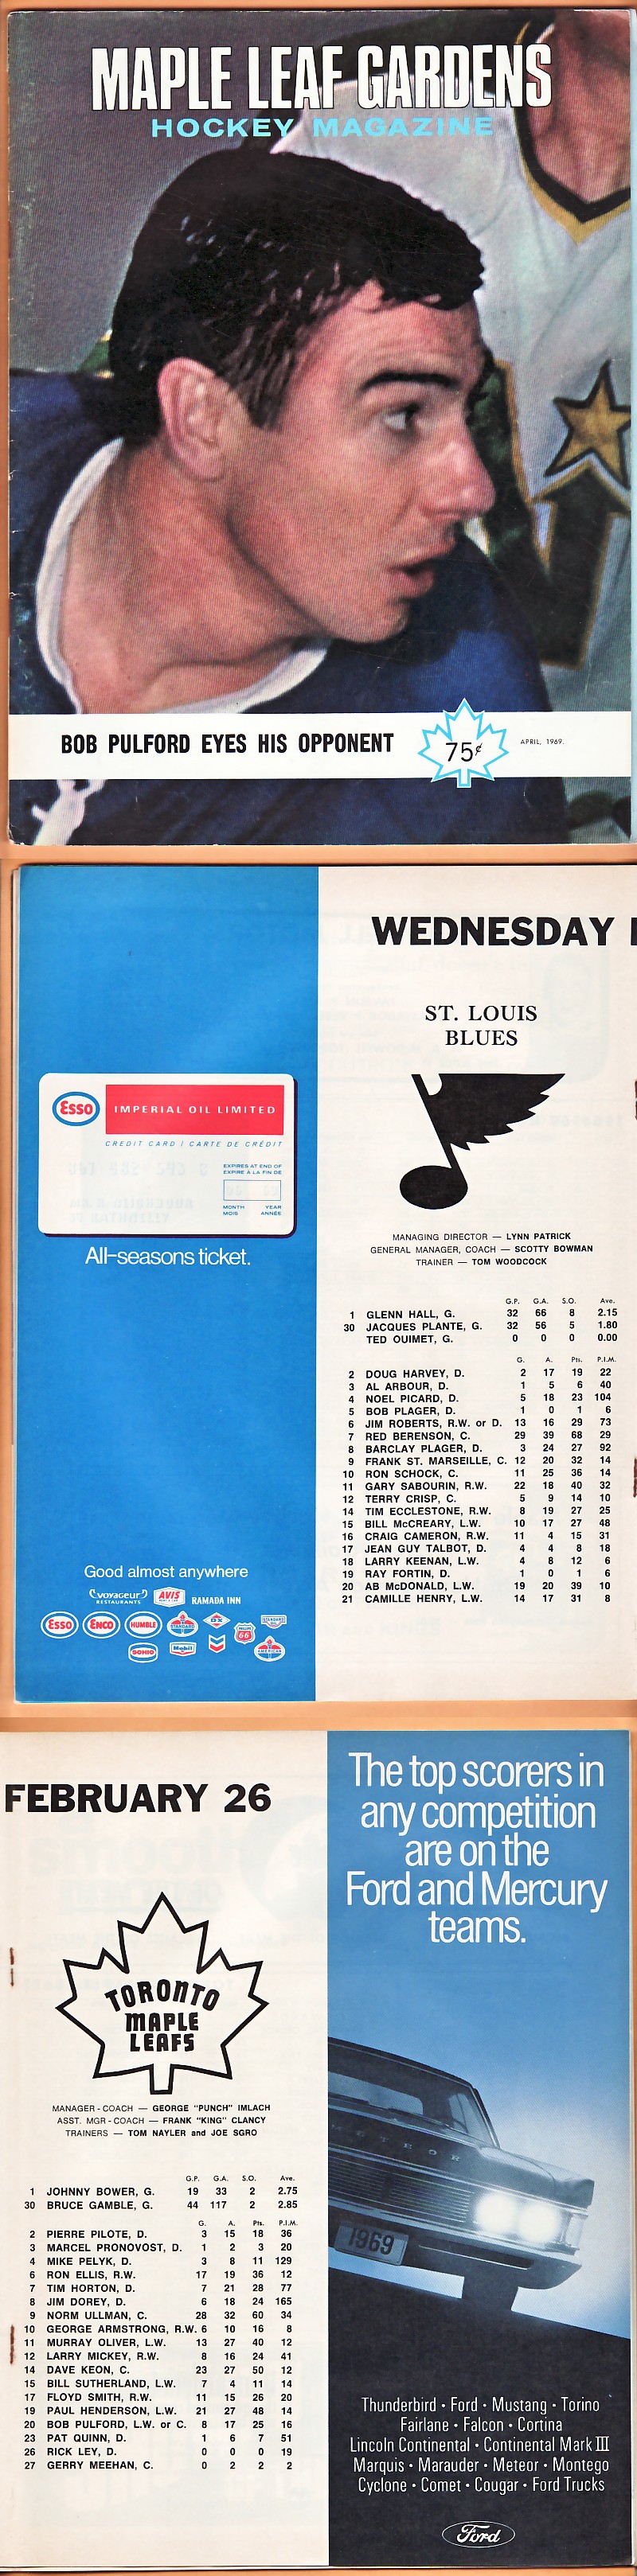 MAPLE LEAF GARDENS
HOCKEY MAGAZINE
BOB PULFORD EYES HIS OPPONENT
75¢
APRIL, 1969.
WEDNESDAY
ST. LOUIS
BLUES
Esso
IMPERIAL OIL LIMITED
CREDIT CARD / CARTE DE CRÉDIT
EXPIRES AT END OF
EXPIRE À LA FIN DE
MONTH YEAR
MOIS ANNÉE
All-seasons ticket.
Good almost anywhere
voyageur RESTAURANTS AVIS RAMADA INN
Esso ENCO HUMBLE STANDARD DX PHILLIPS 66
SOHIO Mobil AMERICAN
MANAGING DIRECTOR — LYNN PATRICK
GENERAL MANAGER, COACH — SCOTTY BOWMAN
TRAINER — TOM WOODCOCK
G.P. G.A. S.O. Ave.
1 GLENN HALL, G. 32 66 8 2.15
30 JACQUES PLANTE, G. 32 56 5 1.80
TED OUIMET, G. 0 0 0 0.00
G. A. Pts. P.I.M.
2 DOUG HARVEY, D. 2 17 19 22
3 AL ARBOUR, D. 1 5 6 40
4 NOEL PICARD, D. 5 18 23 104
5 BOB PLAGER, D. 1 0 1 6
6 JIM ROBERTS, R.W. or D. 13 16 29 73
7 RED BERENSON, C. 29 39 68 29
8 BARCLAY PLAGER, D. 3 24 27 92
9 FRANK ST. MARSEILLE, C. 12 20 32 14
10 RON SCHOCK, C. 11 25 36 14
11 GARY SABOURIN, R.W. 22 18 40 32
12 TERRY CRISP, C. 5 9 14 10
14 TIM ECCLESTONE, R.W. 8 19 27 25
15 BILL McCREARY, L.W. 10 17 27 48
16 CRAIG CAMERON, R.W. 11 4 15 31
17 JEAN GUY TALBOT, D. 4 4 8 18
18 LARRY KEENAN, L.W. 4 8 12 6
19 RAY FORTIN, D. 1 0 1 6
20 AB McDONALD, L.W. 19 20 39 10
21 CAMILLE HENRY, L.W. 14 17 31 8
FEBRUARY 26
TORONTO
MAPLE
LEAFS
MANAGER - COACH — GEORGE "PUNCH" IMLACH
ASST. MGR - COACH — FRANK "KING" CLANCY
TRAINERS — TOM NAYLER and JOE SGRO
G.P. G.A. S.O. Ave.
1 JOHNNY BOWER, G. 19 33 2 2.75
30 BRUCE GAMBLE, G. 44 117 2 2.85
G. A. Pts. P.I.M.
2 PIERRE PILOTE, D. 3 15 18 36
3 MARCEL PRONOVOST, D. 1 2 3 20
4 MIKE PELYK, D. 3 8 11 129
6 RON ELLIS, R.W. 17 19 36 12
7 TIM HORTON, D. 7 21 28 77
8 JIM DOREY, D. 6 18 24 165
9 NORM ULLMAN, C. 28 32 60 34
10 GEORGE ARMSTRONG, R.W. 6 10 16 8
11 MURRAY OLIVER, L.W. 13 27 40 12
12 LARRY MICKEY, R.W. 8 16 24 41
14 DAVE KEON, C. 23 27 50 12
15 BILL SUTHERLAND, L.W. 7 4 11 14
17 FLOYD SMITH, R.W. 11 15 26 20
19 PAUL HENDERSON, L.W. 21 27 48 14
20 BOB PULFORD, L.W. or C. 8 17 25 16
23 PAT QUINN, D. 1 6 7 51
26 RICK LEY, D. 0 0 0 19
27 GERRY MEEHAN, C. 0 2 2 2
The top scorers in
any competition
are on the
Ford and Mercury
teams.
METEOR
1969
Thunderbird • Ford • Mustang • Torino
Fairlane • Falcon • Cortina
Lincoln Continental • Continental Mark III
Marquis • Marauder • Meteor • Montego
Cyclone • Comet • Cougar • Ford Trucks
Ford